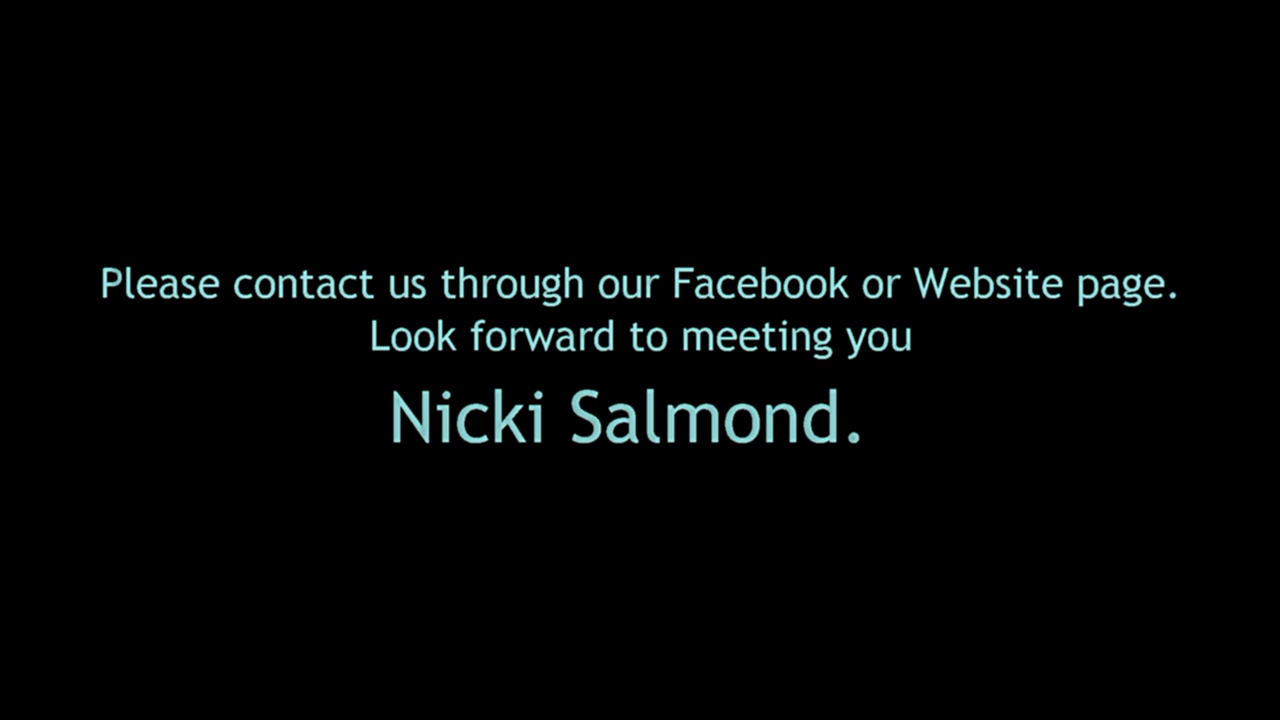 Please contact us through our Facebook or Website page.
Look forward to meeting you
Nicki Salmond.